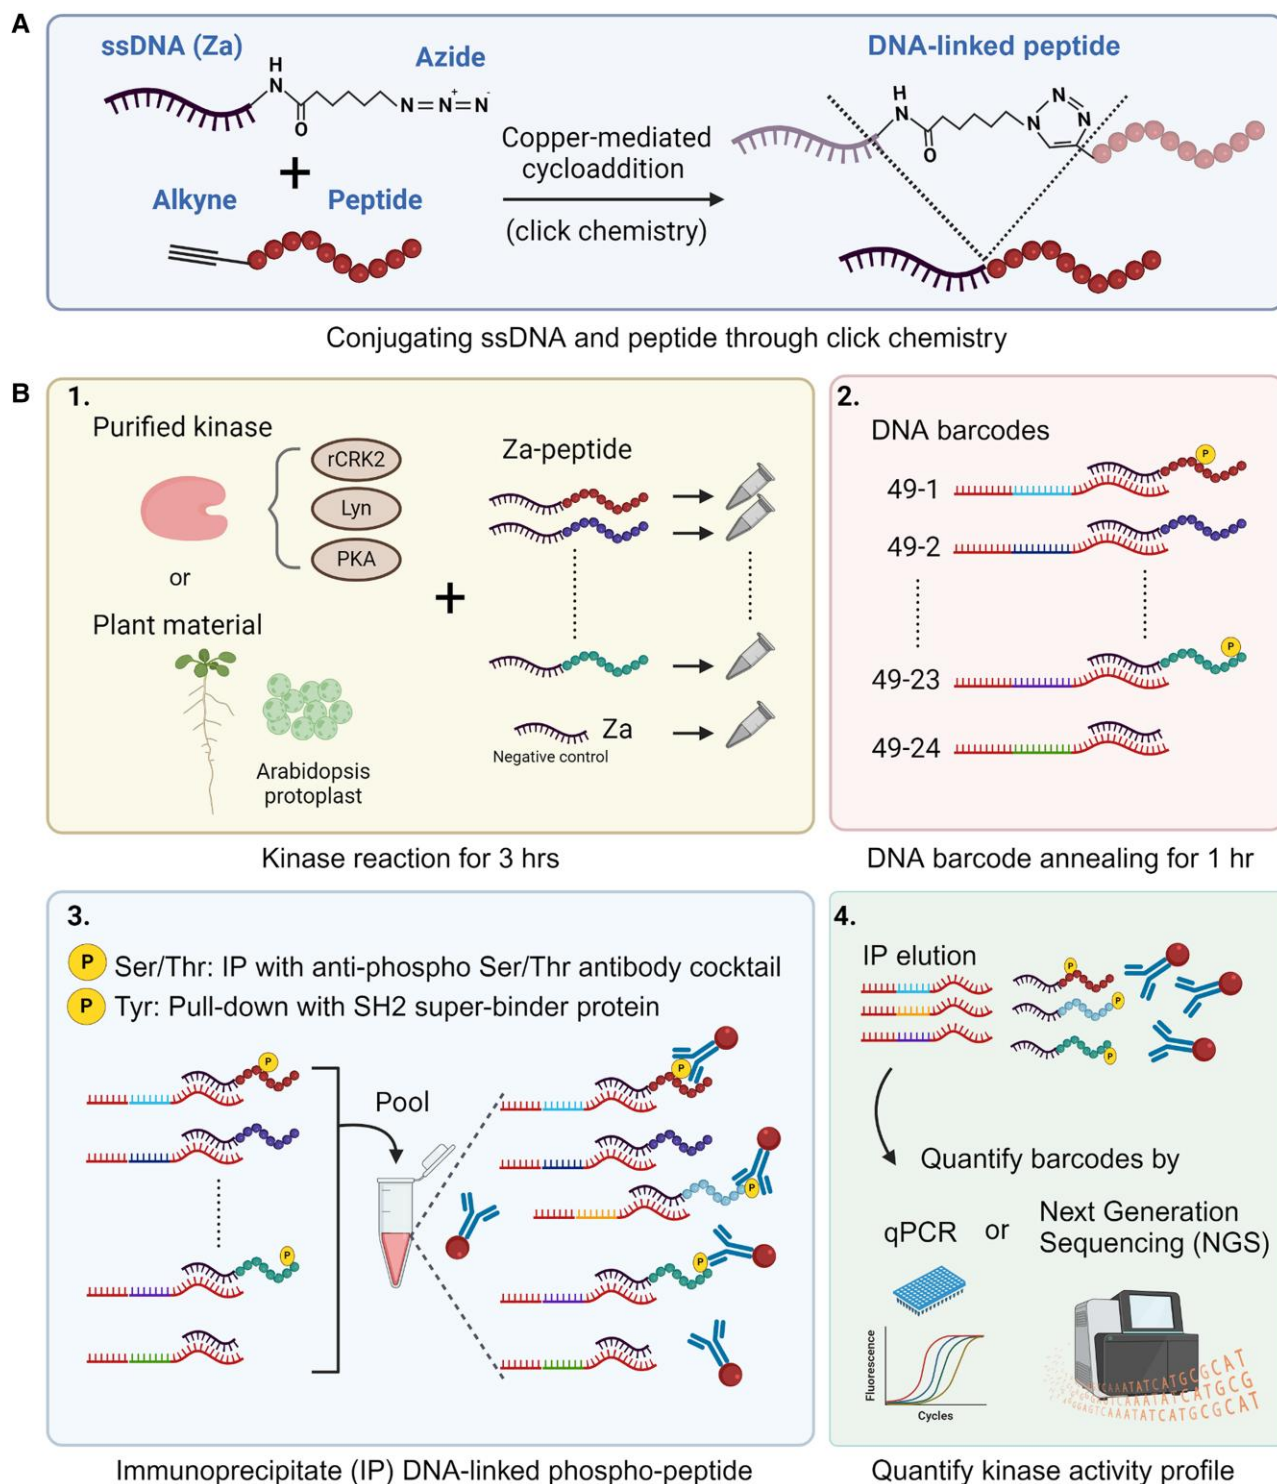 A
ssDNA (Za)
Azide
H
N
O
N=N=N
+
-
+
Alkyne
Peptide
Copper-mediated
cycloaddition
(click chemistry)
DNA-linked peptide
H
N
O
N
N
N
Conjugating ssDNA and peptide through click chemistry
B
1.
Purified kinase
rCRK2
Lyn
PKA
or
Plant material
Arabidopsis
protoplast
+
Za-peptide
Za
Negative control
Kinase reaction for 3 hrs
2.
DNA barcodes
P
49-1
49-2
P
49-23
49-24
DNA barcode annealing for 1 hr
3.
P Ser/Thr: IP with anti-phospho Ser/Thr antibody cocktail
P Tyr: Pull-down with SH2 super-binder protein
P
P
Pool
P
P
P
Immunoprecipitate (IP) DNA-linked phospho-peptide
4.
IP elution
P
P
P
Quantify barcodes by
qPCR or Next Generation
Sequencing (NGS)
Fluorescence
Cycles
CAAATATCATGCGCAT
GTCAAATATCATGCG
GGGAGTCAAATATCATGCGCAT
Quantify kinase activity profile